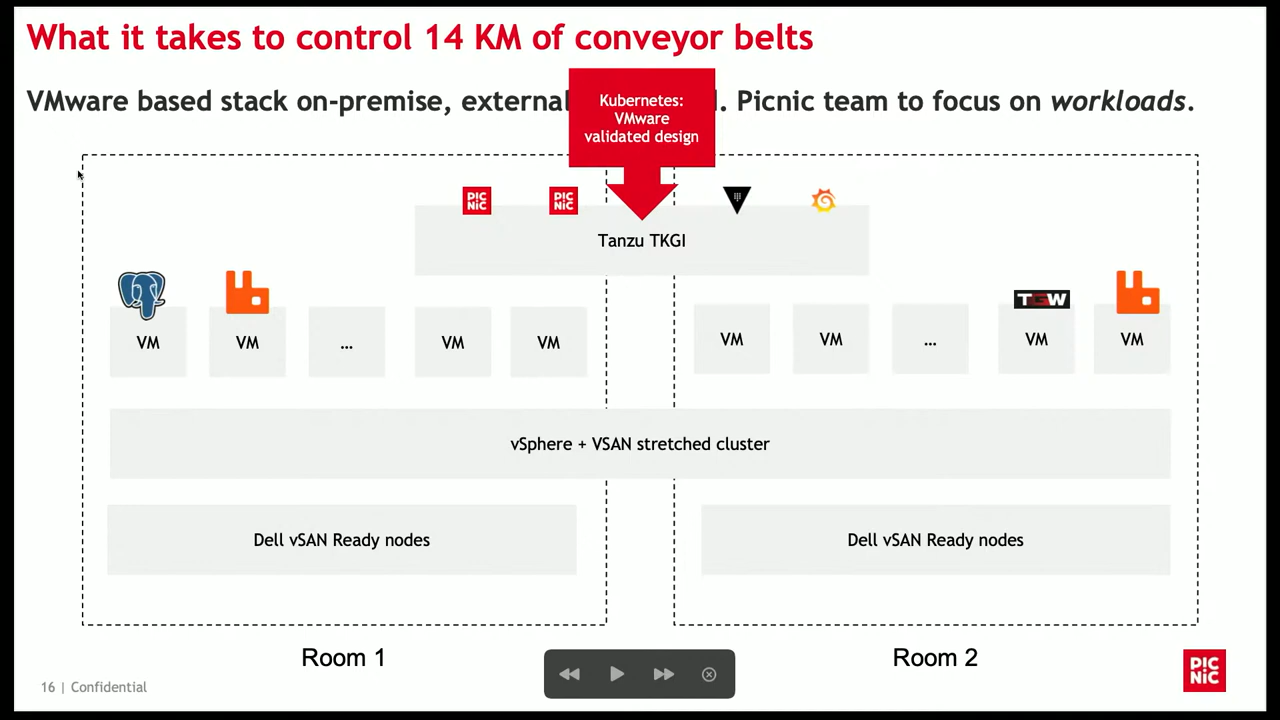 What it takes to control 14 KM of conveyor belts
VMware based stack on-premise, external . Picnic team to focus on workloads.
Kubernetes:
VMware
validated design
PIC
NIC
PIC
NIC
Tanzu TKGI
TGW
VM
VM
...
VM
VM
VM
VM
...
VM
VM
vSphere + VSAN stretched cluster
Dell vSAN Ready nodes
Dell vSAN Ready nodes
Room 1
Room 2
16 | Confidential
PIC
NIC